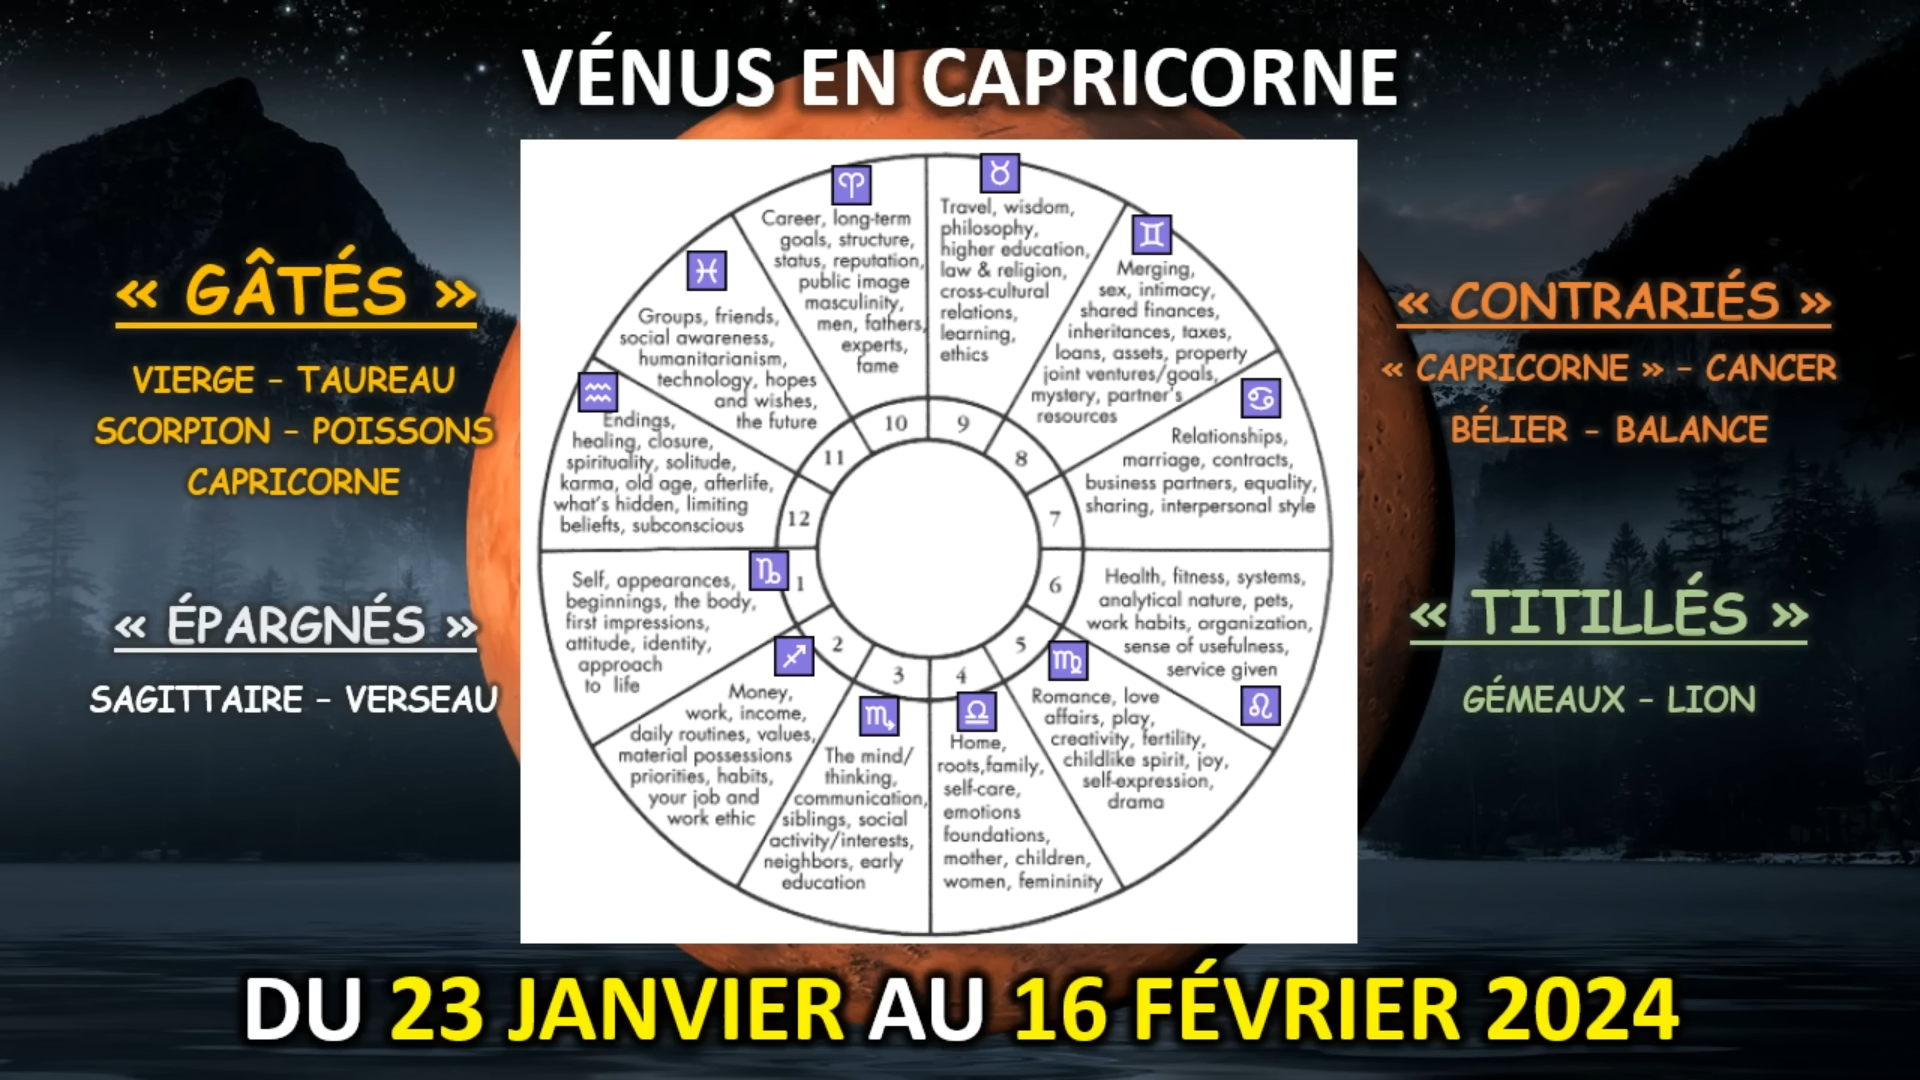 VÉNUS EN CAPRICORNE
« GÂTÉS »
VIERGE – TAUREAU
SCORPION – POISSONS
CAPRICORNE
« ÉPARGNÉS »
SAGITTAIRE – VERSEAU
♈
Career, long-term
goals, structure,
status, reputation,
public image
masculinity,
men, fathers,
experts,
fame
10
♉
Travel, wisdom,
philosophy,
higher education,
law & religion,
cross-cultural
relations,
learning,
ethics
9
♊
Merging,
sex, intimacy,
shared finances,
inheritances, taxes,
loans, assets, property
joint ventures/goals,
mystery, partner's
resources
8
♋
Relationships,
marriage, contracts,
business partners, equality,
sharing, interpersonal style
7
Health, fitness, systems,
analytical nature, pets,
work habits, organization,
sense of usefulness,
service given
♌
6
♍
Romance, love
affairs, play,
creativity, fertility,
childlike spirit, joy,
self-expression,
drama
5
♎
Home,
roots,family,
self-care,
emotions
foundations,
mother, children,
women, femininity
4
♏
The mind/
thinking,
communication,
siblings, social
activity/interests,
neighbors, early
education
3
♐
Money,
work, income,
daily routines, values,
material possessions
priorities, habits,
your job and
work ethic
2
♑
Self, appearances,
beginnings, the body,
first impressions,
attitude, identity,
approach
to life
1
♒
Endings,
healing, closure,
spirituality, solitude,
karma, old age, afterlife,
what's hidden, limiting
beliefts, subconscious
12
♓
Groups, friends,
social awareness,
humanitarianism,
technology, hopes
and wishes,
the future
11
« CONTRARIÉS »
« CAPRICORNE » – CANCER
BÉLIER – BALANCE
« TITILLÉS »
GÉMEAUX – LION
DU 23 JANVIER AU 16 FÉVRIER 2024